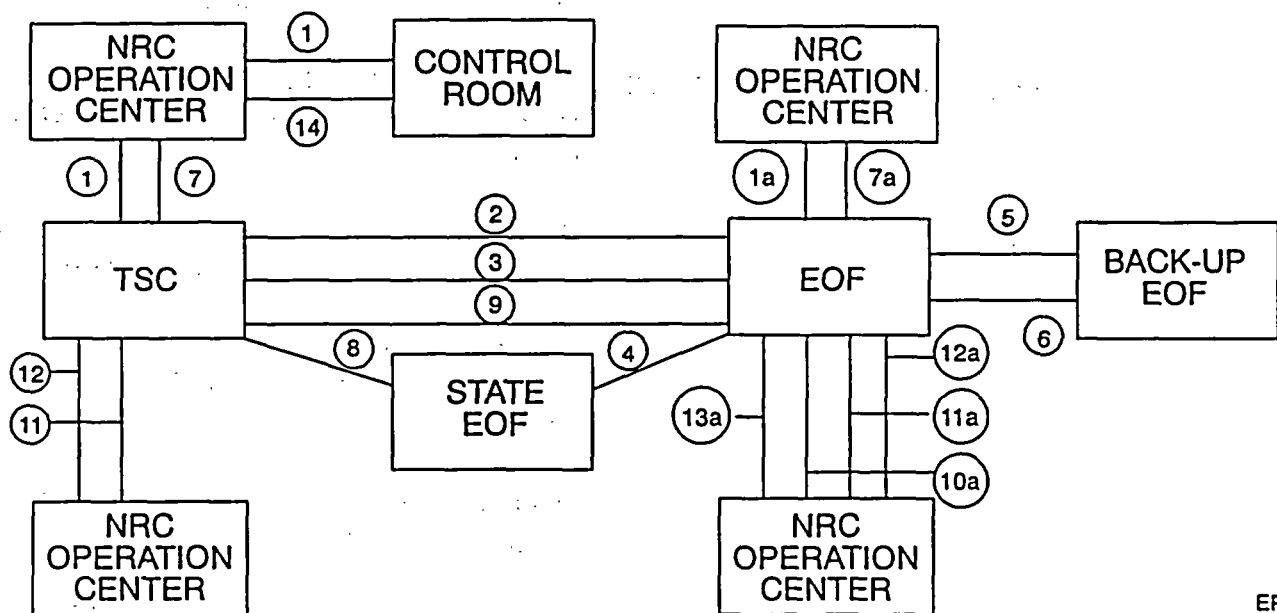 NRC
OPERATION
CENTER
1
14
CONTROL
ROOM
NRC
OPERATION
CENTER
1
7
1a
7a
TSC
2
3
9
EOF
5
6
BACK-UP
EOF
8
4
STATE
EOF
12
11
13a
12a
11a
10a
NRC
OPERATION
CENTER
NRC
OPERATION
CENTER